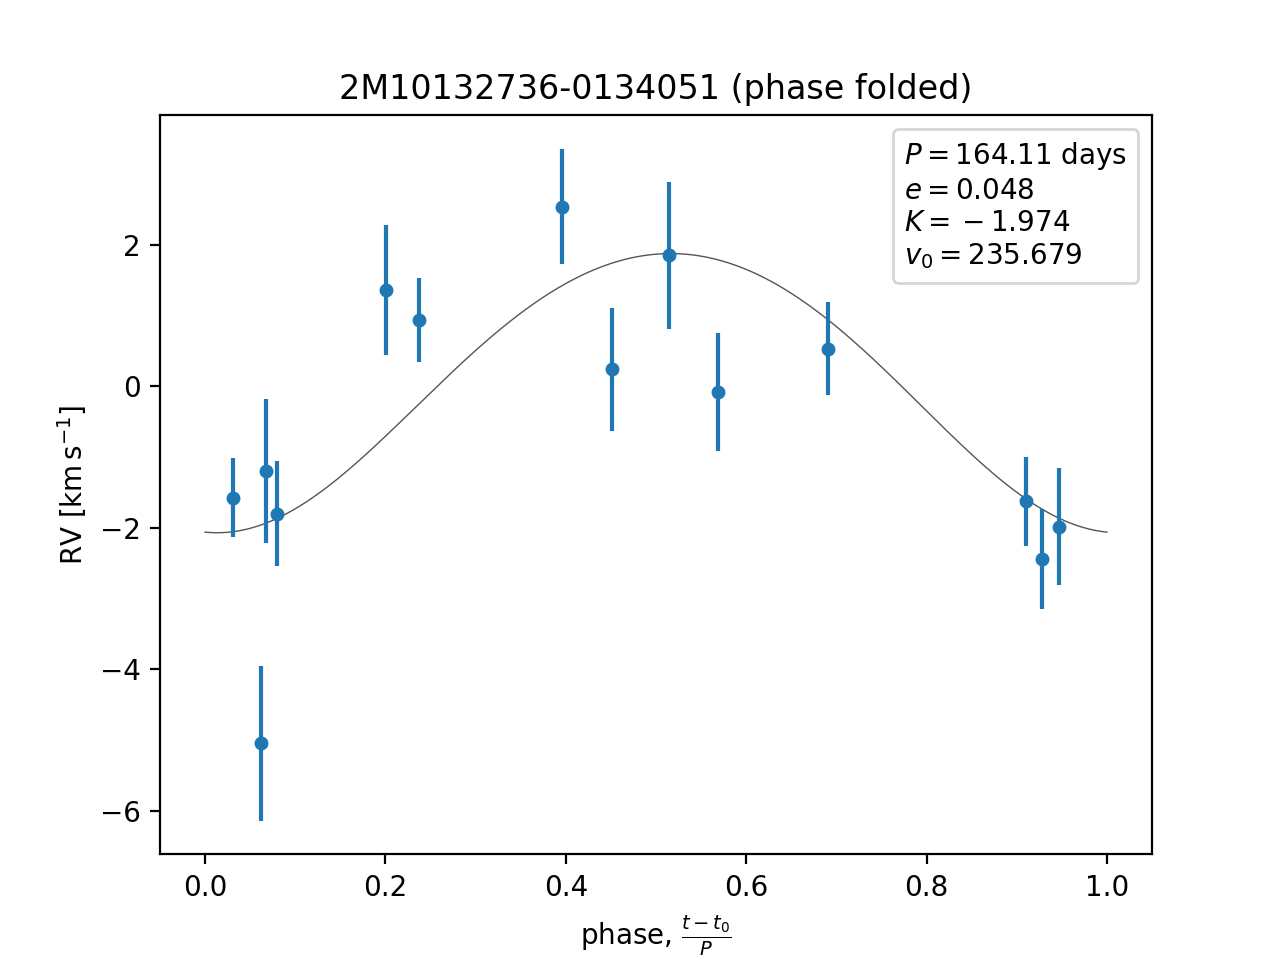 2M10132736-0134051 (phase folded)
P = 164.11 days
e = 0.048
K = −1.974
v₀ = 235.679
2
0
−2
−4
−6
RV [km s⁻¹]
0.0 0.2 0.4 0.6 0.8 1.0
phase, (t − t₀)/P